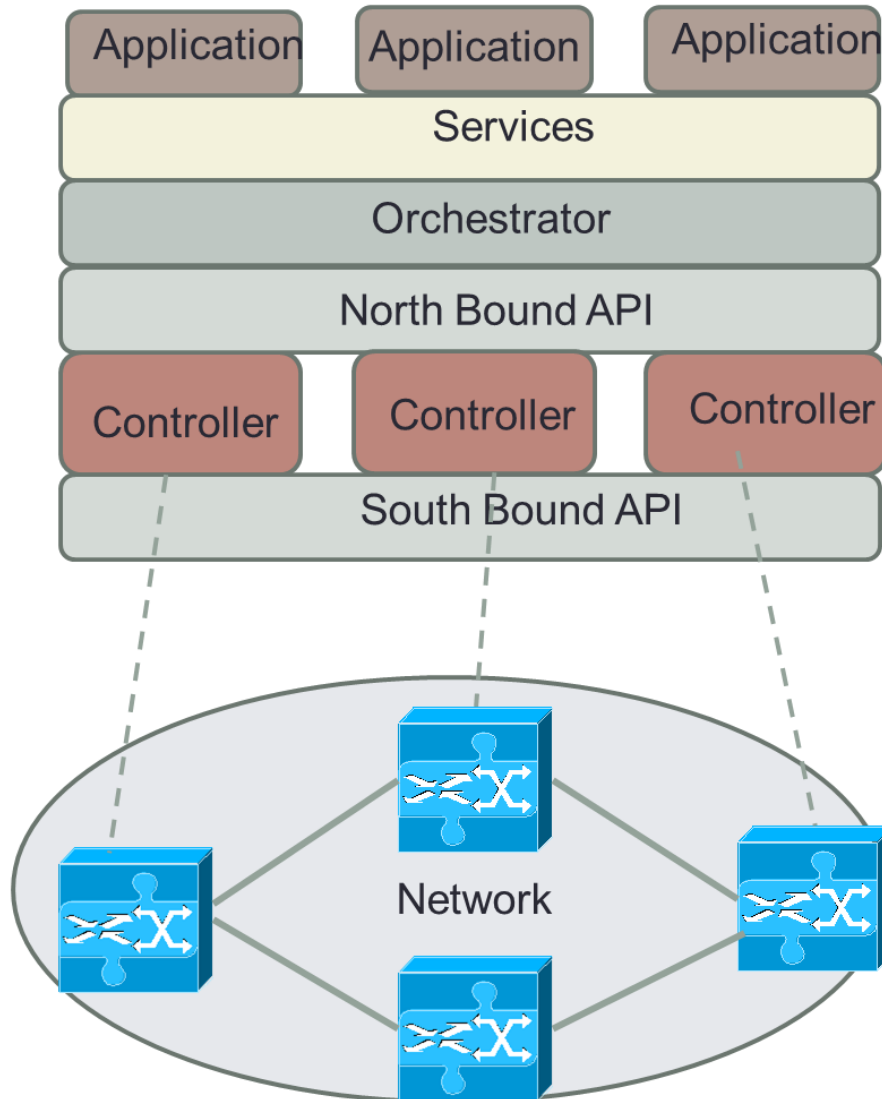 Application
Application
Application
Services
Orchestrator
North Bound API
Controller
Controller
Controller
South Bound API
Network